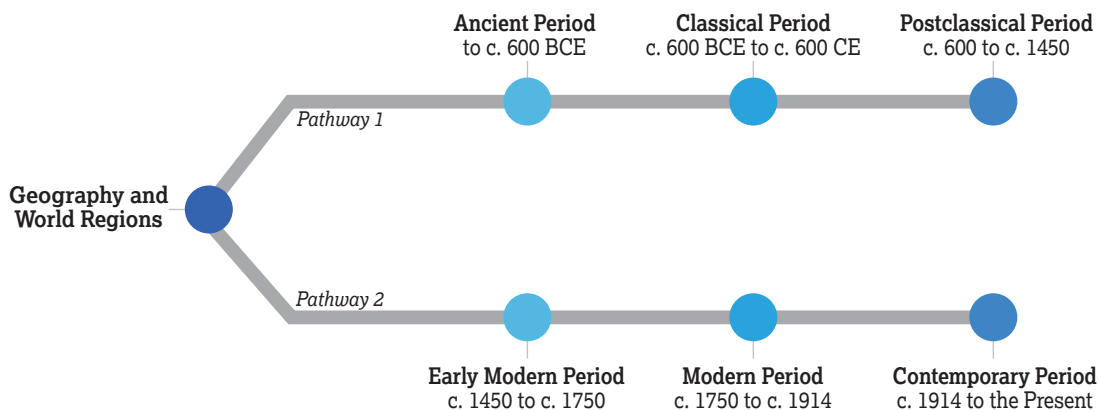 Ancient Period
to c. 600 BCE
Classical Period
c. 600 BCE to c. 600 CE
Postclassical Period
c. 600 to c. 1450
Pathway 1
Geography and
World Regions
Pathway 2
Early Modern Period
c. 1450 to c. 1750
Modern Period
c. 1750 to c. 1914
Contemporary Period
c. 1914 to the Present